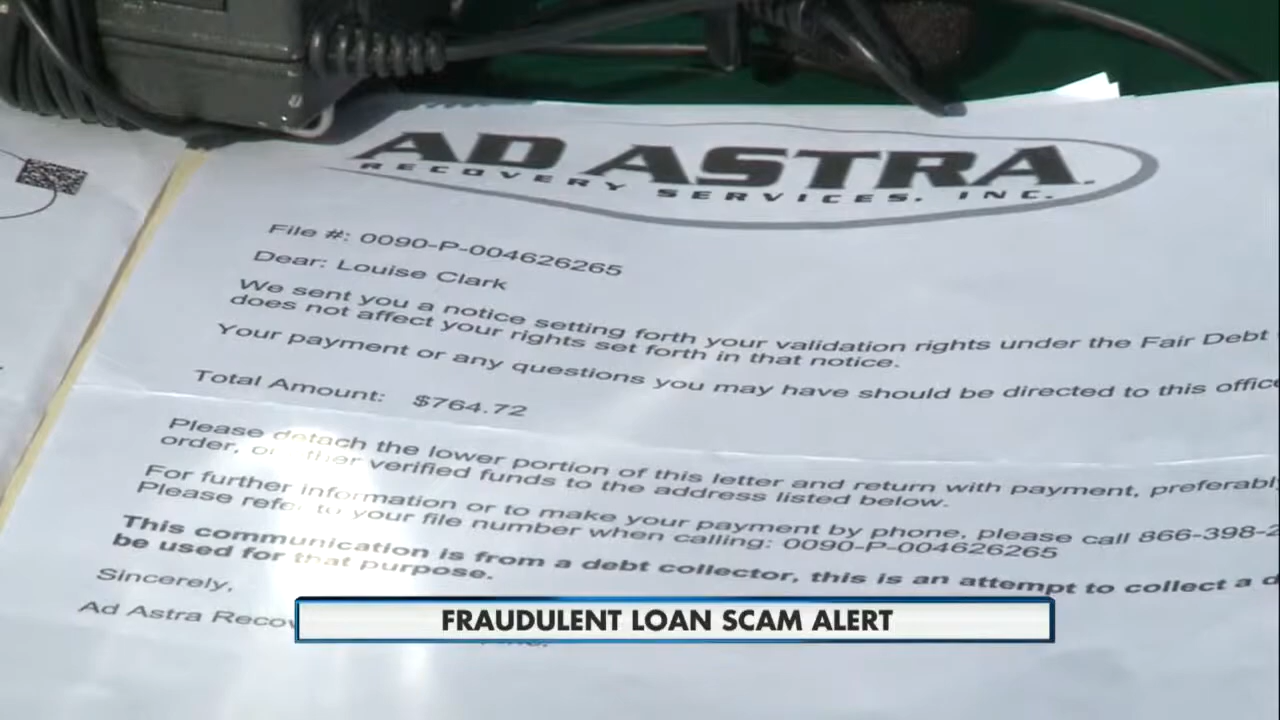 AD ASTRA
RECOVERY SERVICES, INC.
File #: 0090-P-004626265
Dear: Louise Clark
We sent you a notice setting forth your validation rights under the Fair Debt
does not affect your rights set forth in that notice.
Your payment or any questions you may have should be directed to this office
Total Amount: $764.72
Please detach the lower portion of this letter and return with payment, preferably
order, or other verified funds to the address listed below.
For further information or to make your payment by phone, please call 866-398-2
Please refer to your file number when calling: 0090-P-004626265
This communication is from a debt collector, this is an attempt to collect a d
be used for that purpose.
Sincerely,
Ad Astra Recov
FRAUDULENT LOAN SCAM ALERT